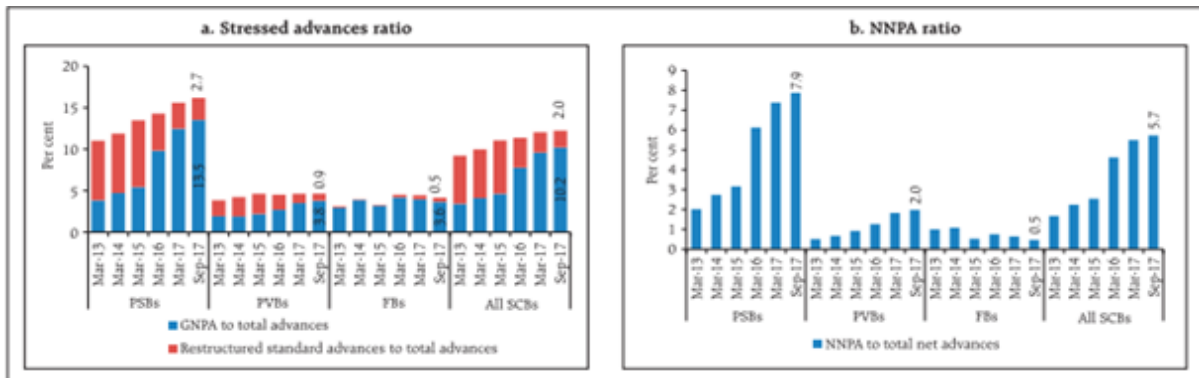 a. Stressed advances ratio
Per cent
20
15
10
5
0
2.7
13.5
0.9
3.8
0.5
3.6
2.0
10.2
Mar-13 Mar-14 Mar-15 Mar-16 Mar-17 Sep-17 Mar-13 Mar-14 Mar-15 Mar-16 Mar-17 Sep-17 Mar-13 Mar-14 Mar-15 Mar-16 Mar-17 Sep-17 Mar-13 Mar-14 Mar-15 Mar-16 Mar-17 Sep-17
PSBs PVBs FBs All SCBs
GNPA to total advances
Restructured standard advances to total advances
b. NNPA ratio
Per cent
9
8
7
6
5
4
3
2
1
0
7.9
2.0
0.5
5.7
Mar-13 Mar-14 Mar-15 Mar-16 Mar-17 Sep-17 Mar-13 Mar-14 Mar-15 Mar-16 Mar-17 Sep-17 Mar-13 Mar-14 Mar-15 Mar-16 Mar-17 Sep-17 Mar-13 Mar-14 Mar-15 Mar-16 Mar-17 Sep-17
PSBs PVBs FBs All SCBs
NNPA to total net advances